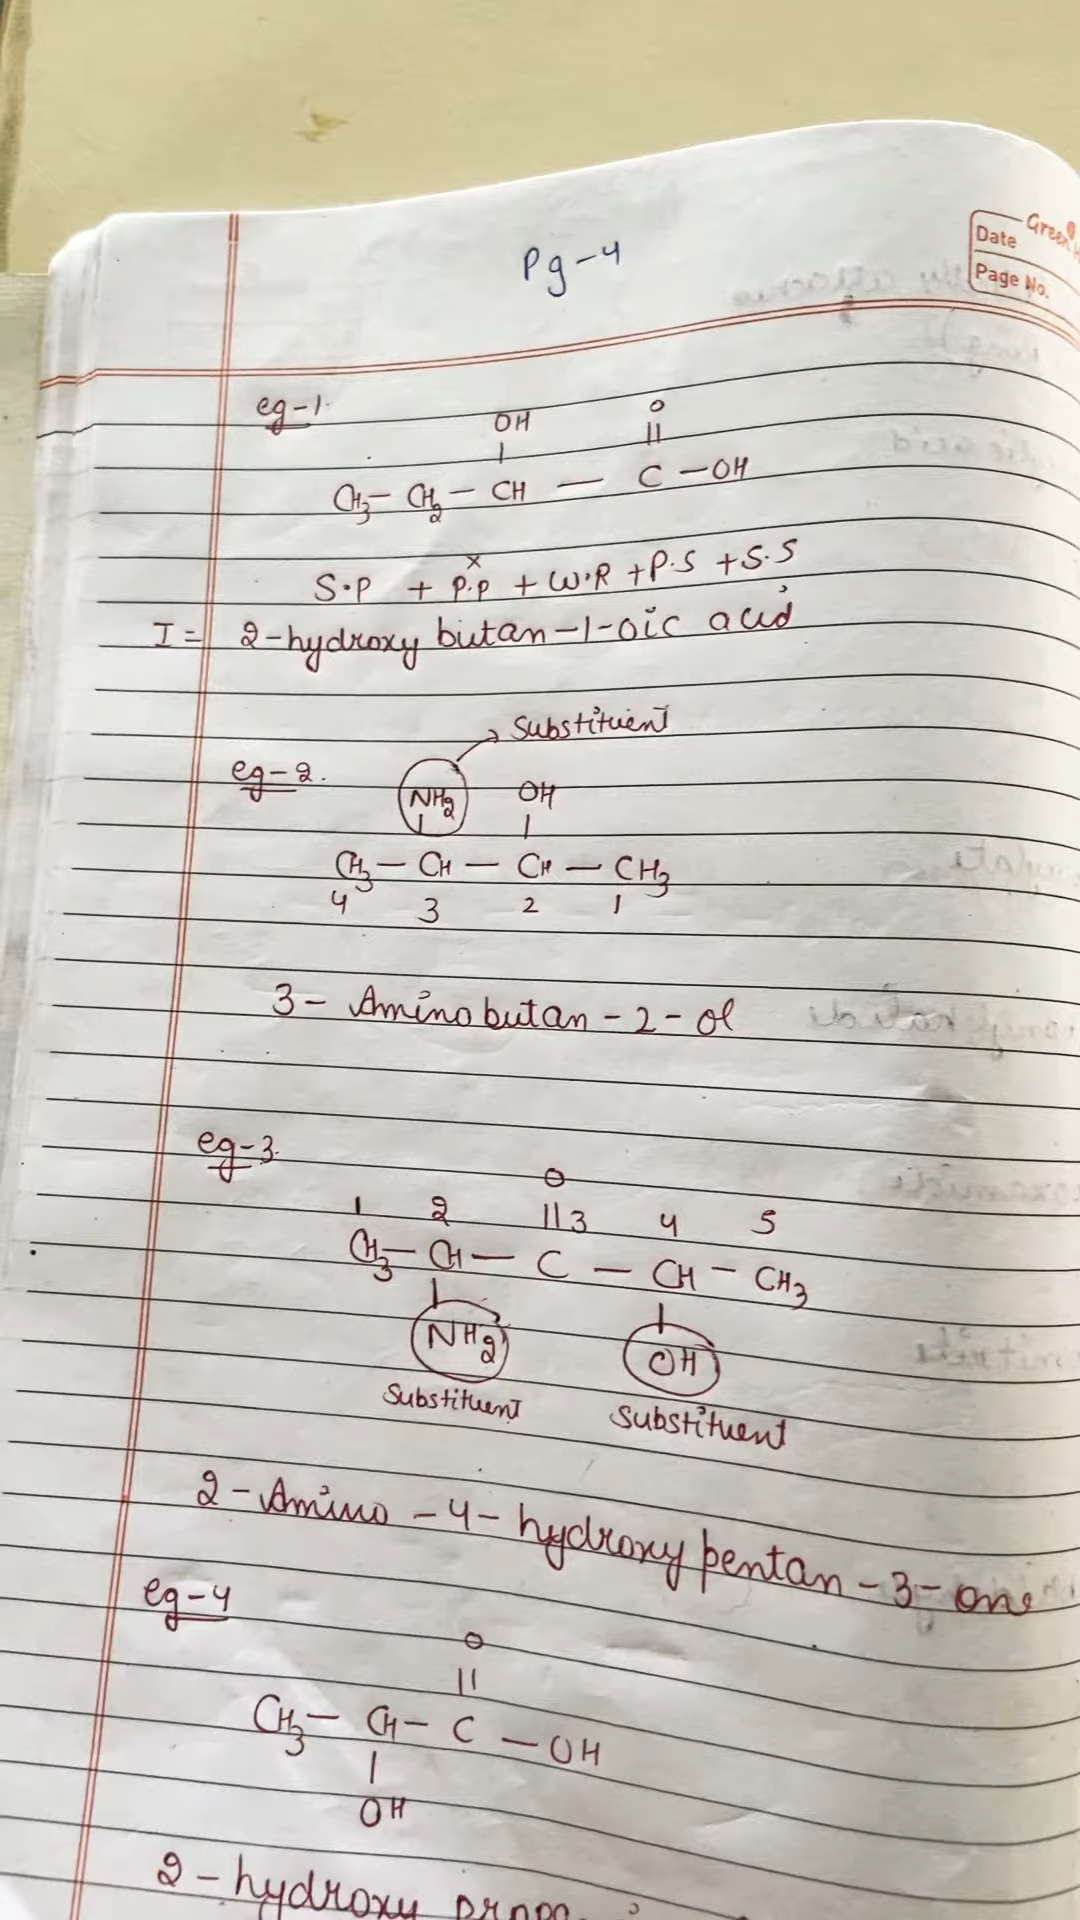 Pg-4
Green
Date
Page No.
eg-1.
OH O
| ||
CH3 — CH2 — CH — C — OH
x
S.P + P.P + W.R + P.S + S.S
I = 2-hydroxy butan-1-oic acid
Substituent
eg-2.
NH2 OH
| |
CH3 — CH — CH — CH3
4 3 2 1
3 - Amino butan - 2 - ol
eg-3.
O
1 2 || 3 4 5
CH3 — CH — C — CH — CH3
| |
NH2 OH
Substituent Substituent
2 - Amino - 4 - hydroxy pentan - 3 - one
eg-4
O
||
CH3 — CH — C — OH
|
OH
2 - hydroxy